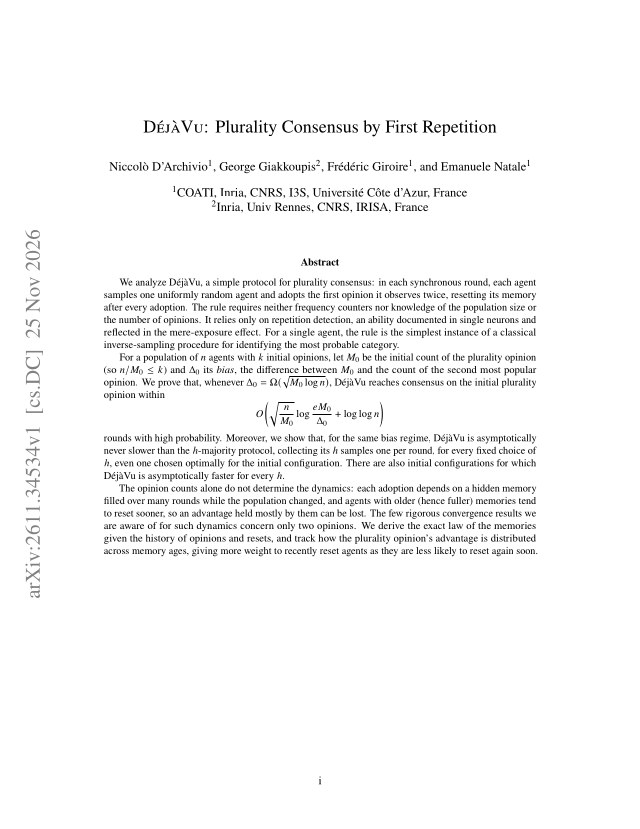 DÉJÀVU: Plurality Consensus by First Repetition
Niccolò D'Archivio¹, George Giakkoupis², Frédéric Giroire¹, and Emanuele Natale¹
¹COATI, Inria, CNRS, I3S, Université Côte d'Azur, France
²Inria, Univ Rennes, CNRS, IRISA, France
Abstract
We analyze DéjàVu, a simple protocol for plurality consensus: in each synchronous round, each agent
samples one uniformly random agent and adopts the first opinion it observes twice, resetting its memory
after every adoption. The rule requires neither frequency counters nor knowledge of the population size or
the number of opinions. It relies only on repetition detection, an ability documented in single neurons and
reflected in the mere-exposure effect. For a single agent, the rule is the simplest instance of a classical
inverse-sampling procedure for identifying the most probable category.
For a population of n agents with k initial opinions, let M₀ be the initial count of the plurality opinion
(so n/M₀ ≤ k) and Δ₀ its bias, the difference between M₀ and the count of the second most popular
opinion. We prove that, whenever Δ₀ = Ω(√(M₀ log n)), DéjàVu reaches consensus on the initial plurality
opinion within
O(√(n/M₀) log eM₀/Δ₀ + log log n)
rounds with high probability. Moreover, we show that, for the same bias regime, DéjàVu is asymptotically
never slower than the h-majority protocol, collecting its h samples one per round, for every fixed choice of
h, even one chosen optimally for the initial configuration. There are also initial configurations for which
DéjàVu is asymptotically faster for every h.
The opinion counts alone do not determine the dynamics: each adoption depends on a hidden memory
filled over many rounds while the population changed, and agents with older (hence fuller) memories tend
to reset sooner, so an advantage held mostly by them can be lost. The few rigorous convergence results we
are aware of for such dynamics concern only two opinions. We derive the exact law of the memories
given the history of opinions and resets, and track how the plurality opinion's advantage is distributed
across memory ages, giving more weight to recently reset agents as they are less likely to reset again soon.
i
arXiv:2611.34534v1 [cs.DC] 25 Nov 2026